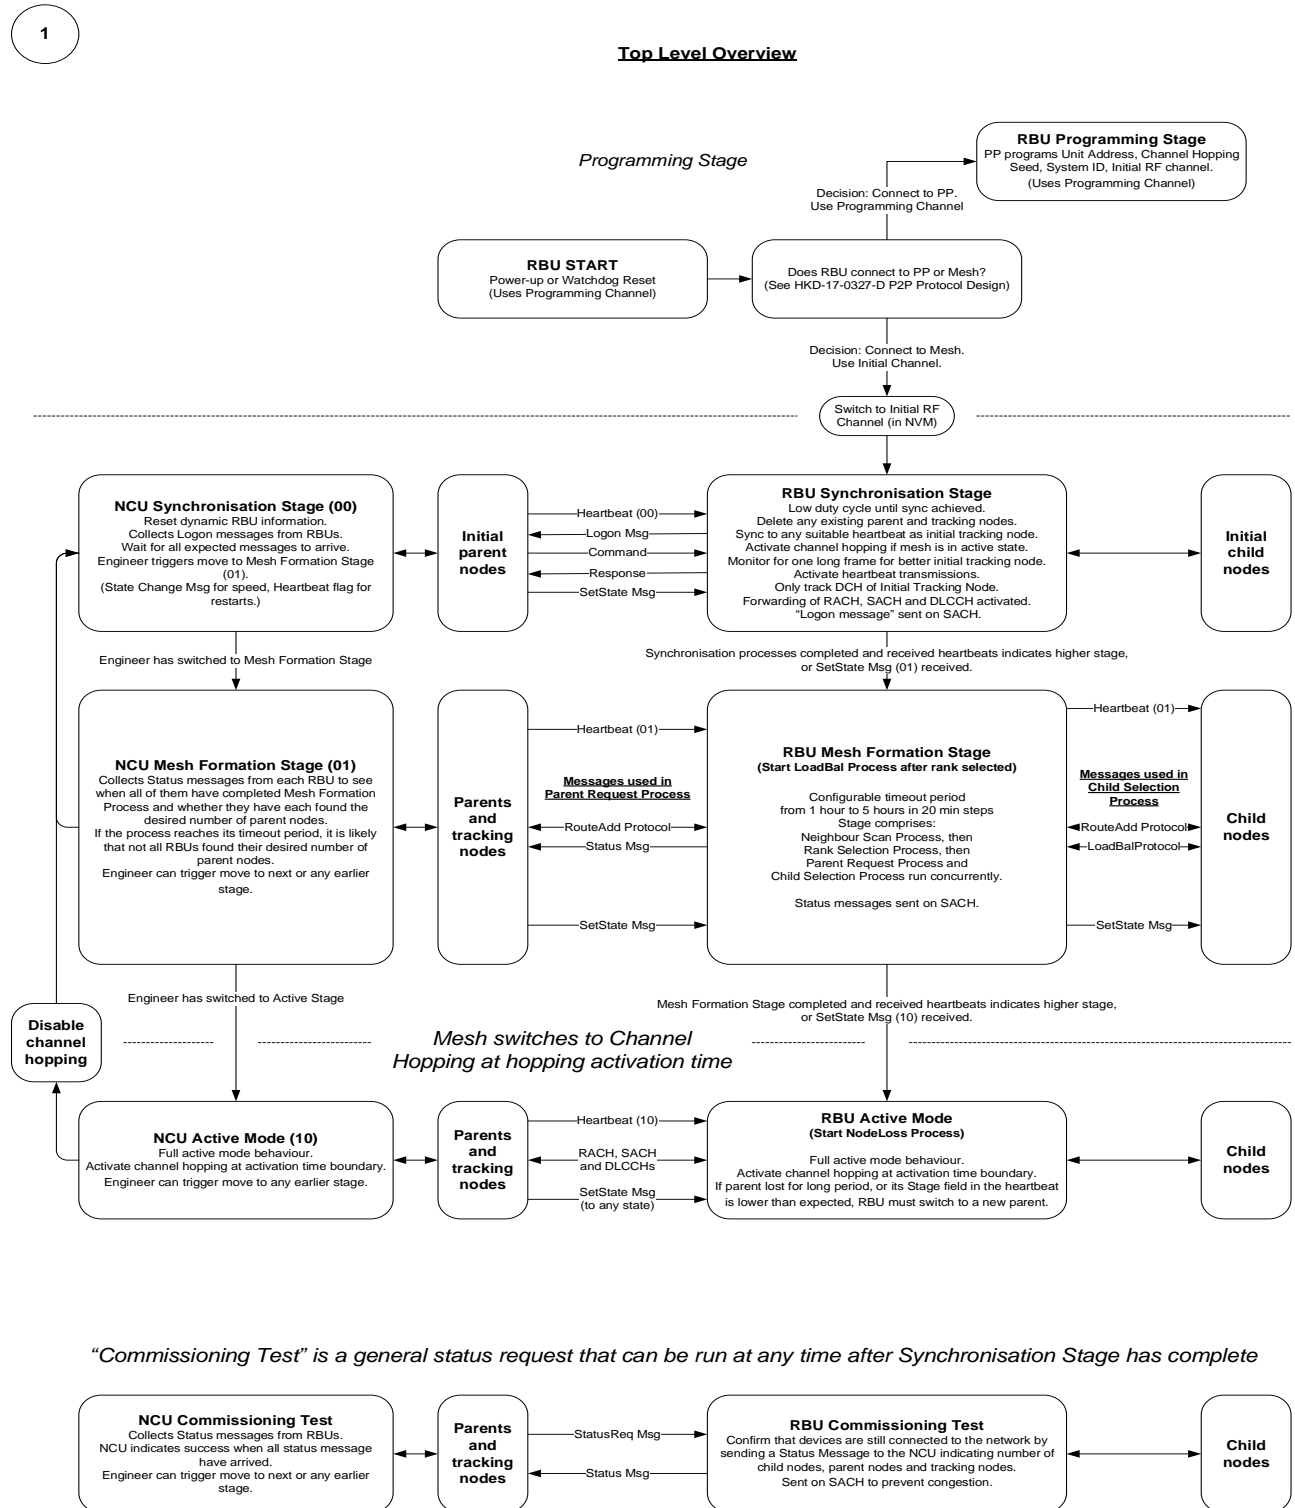 1
Top Level Overview
Programming Stage
RBU Programming Stage
PP programs Unit Address, Channel Hopping
Seed, System ID, Initial RF channel.
(Uses Programming Channel)
Decision: Connect to PP.
Use Programming Channel
RBU START
Power-up or Watchdog Reset
(Uses Programming Channel)
Does RBU connect to PP or Mesh?
(See HKD-17-0327-D P2P Protocol Design)
Decision: Connect to Mesh.
Use Initial Channel.
Switch to Initial RF
Channel (in NVM)
NCU Synchronisation Stage (00)
Reset dynamic RBU information.
Collects Logon messages from RBUs.
Wait for all expected messages to arrive.
Engineer triggers move to Mesh Formation Stage
(01).
(State Change Msg for speed, Heartbeat flag for
restarts.)
Initial
parent
nodes
Heartbeat (00)
Logon Msg
Command
Response
SetState Msg
RBU Synchronisation Stage
Low duty cycle until sync achieved.
Delete any existing parent and tracking nodes.
Sync to any suitable heartbeat as initial tracking node.
Activate channel hopping if mesh is in active state.
Monitor for one long frame for better initial tracking node.
Activate heartbeat transmissions.
Only track DCH of Initial Tracking Node.
Forwarding of RACH, SACH and DLCCH activated.
“Logon message” sent on SACH.
Initial
child
nodes
Engineer has switched to Mesh Formation Stage
Synchronisation processes completed and received heartbeats indicates higher stage,
or SetState Msg (01) received.
NCU Mesh Formation Stage (01)
Collects Status messages from each RBU to see
when all of them have completed Mesh Formation
Process and whether they have each found the
desired number of parent nodes.
If the process reaches its timeout period, it is likely
that not all RBUs found their desired number of
parent nodes.
Engineer can trigger move to next or any earlier
stage.
Parents
and
tracking
nodes
Heartbeat (01)
Messages used in
Parent Request Process
RouteAdd Protocol
Status Msg
SetState Msg
RBU Mesh Formation Stage
(Start LoadBal Process after rank selected)
Configurable timeout period
from 1 hour to 5 hours in 20 min steps
Stage comprises:
Neighbour Scan Process, then
Rank Selection Process, then
Parent Request Process and
Child Selection Process run concurrently.
Status messages sent on SACH.
Heartbeat (01)
Messages used in
Child Selection
Process
RouteAdd Protocol
LoadBalProtocol
SetState Msg
Child
nodes
Engineer has switched to Active Stage
Mesh Formation Stage completed and received heartbeats indicates higher stage,
or SetState Msg (10) received.
Disable
channel
hopping
Mesh switches to Channel
Hopping at hopping activation time
NCU Active Mode (10)
Full active mode behaviour.
Activate channel hopping at activation time boundary.
Engineer can trigger move to any earlier stage.
Parents
and
tracking
nodes
Heartbeat (10)
RACH, SACH
and DLCCHs
SetState Msg
(to any state)
RBU Active Mode
(Start NodeLoss Process)
Full active mode behaviour.
Activate channel hopping at activation time boundary.
If parent lost for long period, or its Stage field in the heartbeat
is lower than expected, RBU must switch to a new parent.
Child
nodes
“Commissioning Test” is a general status request that can be run at any time after Synchronisation Stage has complete
NCU Commissioning Test
Collects Status messages from RBUs.
NCU indicates success when all status message
have arrived.
Engineer can trigger move to next or any earlier
stage.
Parents
and
tracking
nodes
StatusReq Msg
Status Msg
RBU Commissioning Test
Confirm that devices are still connected to the network by
sending a Status Message to the NCU indicating number of
child nodes, parent nodes and tracking nodes.
Sent on SACH to prevent congestion.
Child
nodes